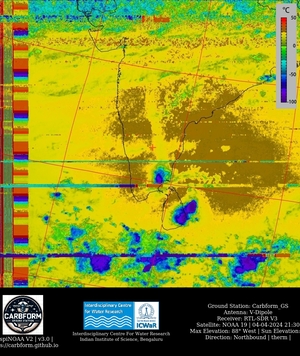 °C
50
0
-50
-100
CARBFORM
Interdisciplinary Centre
for Water Research
ICWaR
Interdisciplinary Centre For Water Research
Indian Institute of Science, Bengaluru
spiNOAA V2 | v3.0 |
s://carbform.github.io
Ground Station: Carbform_GS
Antenna: V-Dipole
Receiver: RTL-SDR V3
Satellite: NOAA 19 | 04-04-2024 21:30
Max Elevation: 88° West | Sun Elevation:
Direction: Northbound | therm |